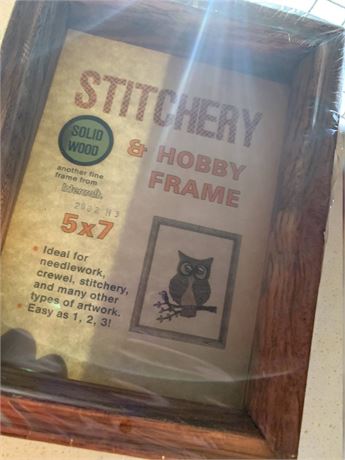 STITCHERY
& HOBBY
FRAME
SOLID
WOOD
another fine
frame from
Intercraft
5x7
• Ideal for
needlework,
crewel, stitchery,
and many other
types of artwork.
• Easy as 1, 2, 3!